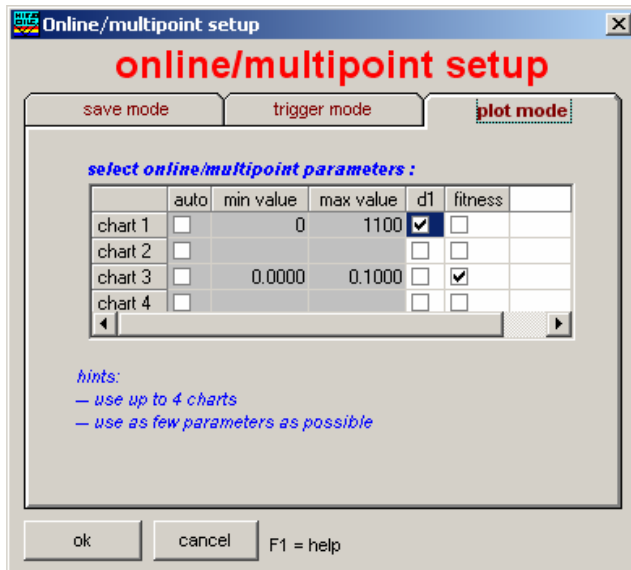 Online/multipoint setup
online/multipoint setup
save mode trigger mode plot mode
select online/multipoint parameters :
auto min value max value d1 fitness
chart 1 0 1100
chart 2
chart 3 0.0000 0.1000
chart 4
hints:
— use up to 4 charts
— use as few parameters as possible
ok cancel F1 = help